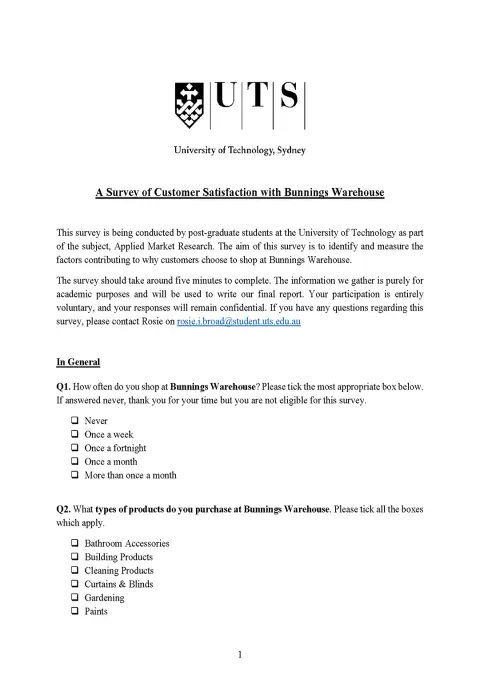 UTS
University of Technology, Sydney
A Survey of Customer Satisfaction with Bunnings Warehouse
This survey is being conducted by post-graduate students at the University of Technology as part
of the subject, Applied Market Research. The aim of this survey is to identify and measure the
factors contributing to why customers choose to shop at Bunnings Warehouse.
The survey should take around five minutes to complete. The information we gather is purely for
academic purposes and will be used to write our final report. Your participation is entirely
voluntary, and your responses will remain confidential. If you have any questions regarding this
survey, please contact Rosie on rosie.i.broad@student.uts.edu.au
In General
Q1. How often do you shop at Bunnings Warehouse? Please tick the most appropriate box below.
If answered never, thank you for your time but you are not eligible for this survey.
❑ Never
❑ Once a week
❑ Once a fortnight
❑ Once a month
❑ More than once a month
Q2. What types of products do you purchase at Bunnings Warehouse. Please tick all the boxes
which apply.
❑ Bathroom Accessories
❑ Building Products
❑ Cleaning Products
❑ Curtains & Blinds
❑ Gardening
❑ Paints
1